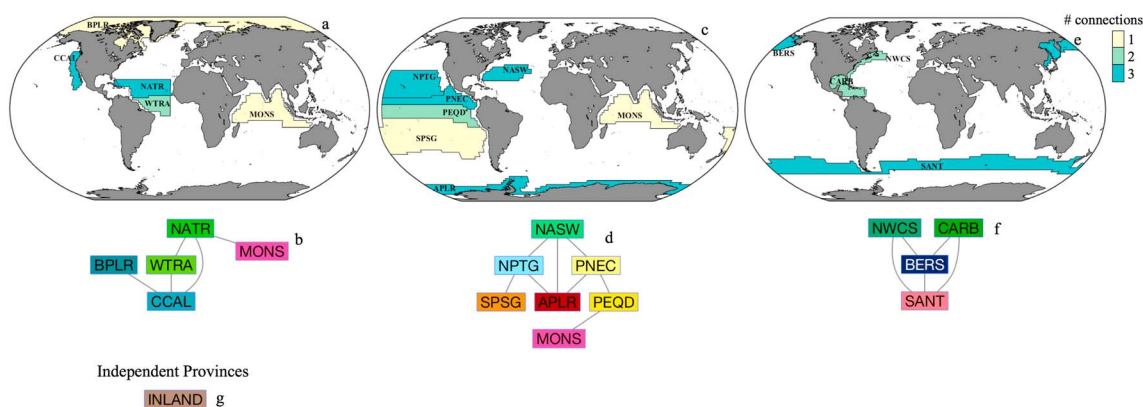 a
BPLR
CCAL
NATR
WTRA
MONS
c
NPTG
NASW
PNEC
PEQD
MONS
SPSG
APLR
e
BERS
NWCS
CARB
SANT
# connections
1
2
3
b
NATR
MONS
BPLR
WTRA
CCAL
d
NASW
NPTG
PNEC
SPSG
APLR
PEQD
MONS
f
NWCS
CARB
BERS
SANT
Independent Provinces
INLAND
g